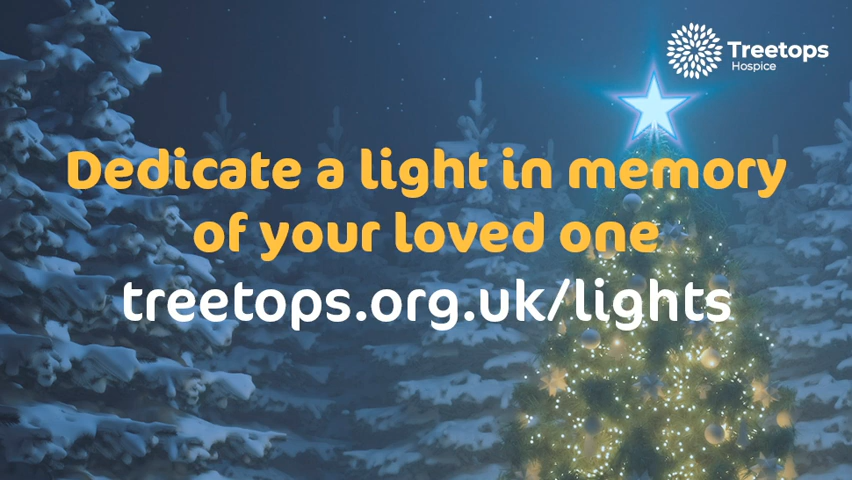 Treetops
Hospice
Dedicate a light in memory
of your loved one
treetops.org.uk/lights